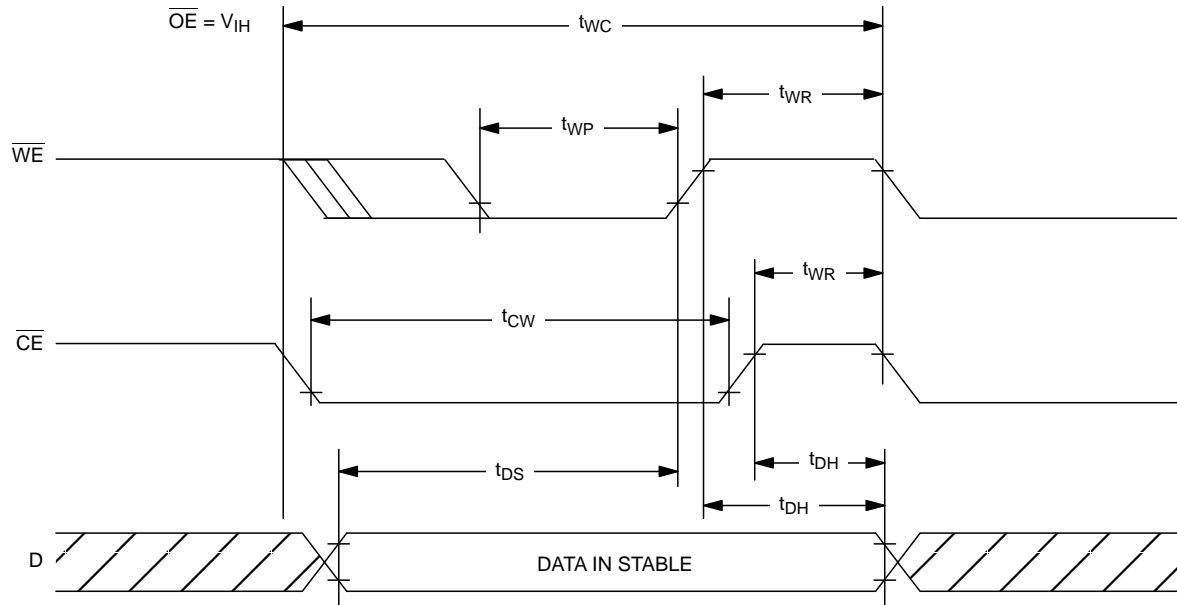 OE = VIH
tWC
tWR
tWP
WE
tWR
tCW
CE
tDH
tDS
tDH
D
DATA IN STABLE